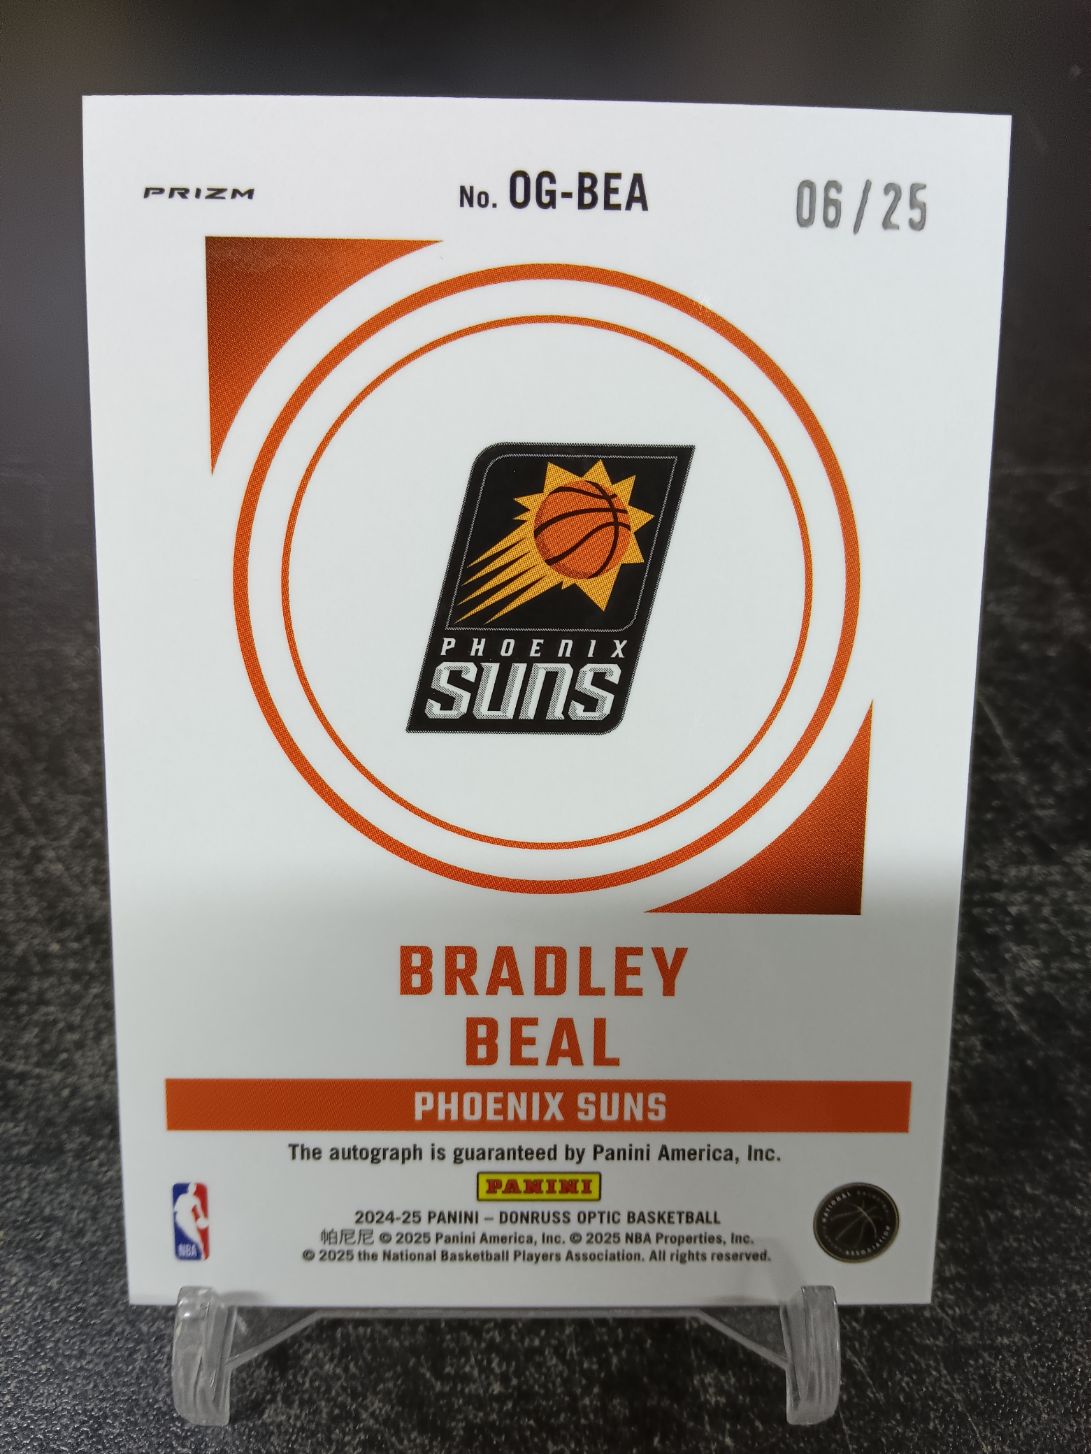 PRIZM
No. OG-BEA
06/25
PHOENIX
SUNS
BRADLEY
BEAL
PHOENIX SUNS
The autograph is guaranteed by Panini America, Inc.
PANINI
2024-25 PANINI – DONRUSS OPTIC BASKETBALL
帕尼尼 © 2025 Panini America, Inc. © 2025 NBA Properties, Inc.
© 2025 the National Basketball Players Association. All rights reserved.
NBA